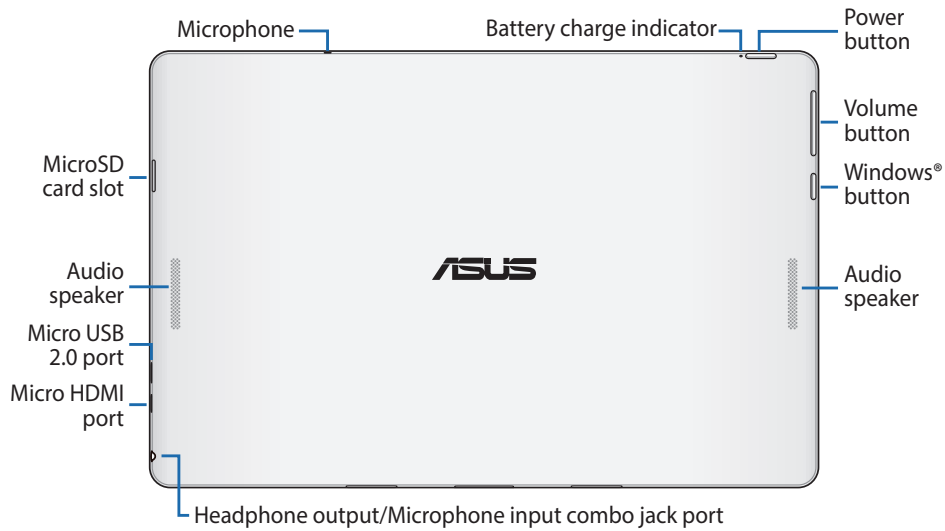 Microphone
Battery charge indicator
Power
button
Volume
button
MicroSD
card slot
Windows®
button
ASUS
Audio
speaker
Audio
speaker
Micro USB
2.0 port
Micro HDMI
port
Headphone output/Microphone input combo jack port